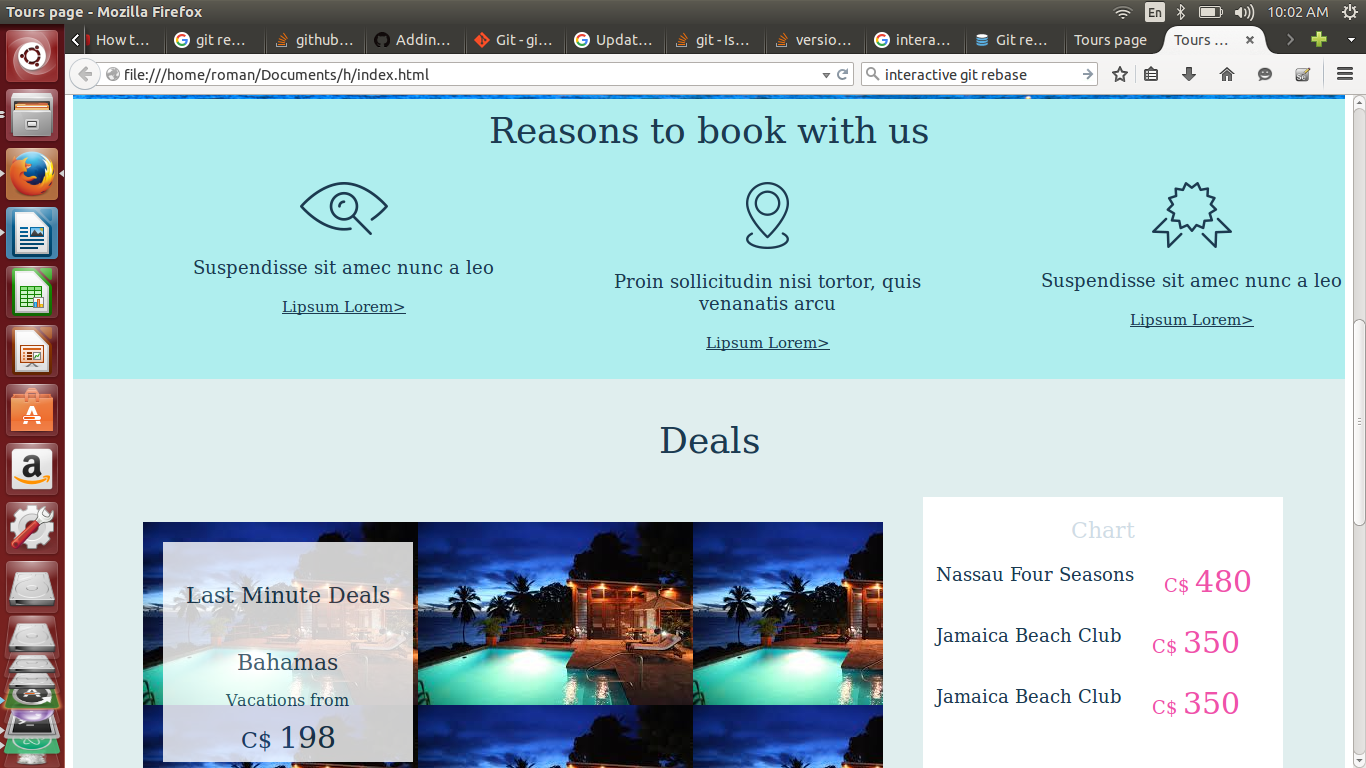 Tours page - Mozilla Firefox
En
10:02 AM
How t...
git re...
github...
Addin...
Git - gi...
Updat...
git - Is...
versio...
intera...
Git re...
Tours page
Tours ...
file:///home/roman/Documents/h/index.html
interactive git rebase
Reasons to book with us
Suspendisse sit amec nunc a leo
Lipsum Lorem>
Proin sollicitudin nisi tortor, quis
venanatis arcu
Lipsum Lorem>
Suspendisse sit amec nunc a leo
Lipsum Lorem>
Deals
Last Minute Deals
Bahamas
Vacations from
C$ 198
Chart
Nassau Four Seasons C$ 480
Jamaica Beach Club C$ 350
Jamaica Beach Club C$ 350